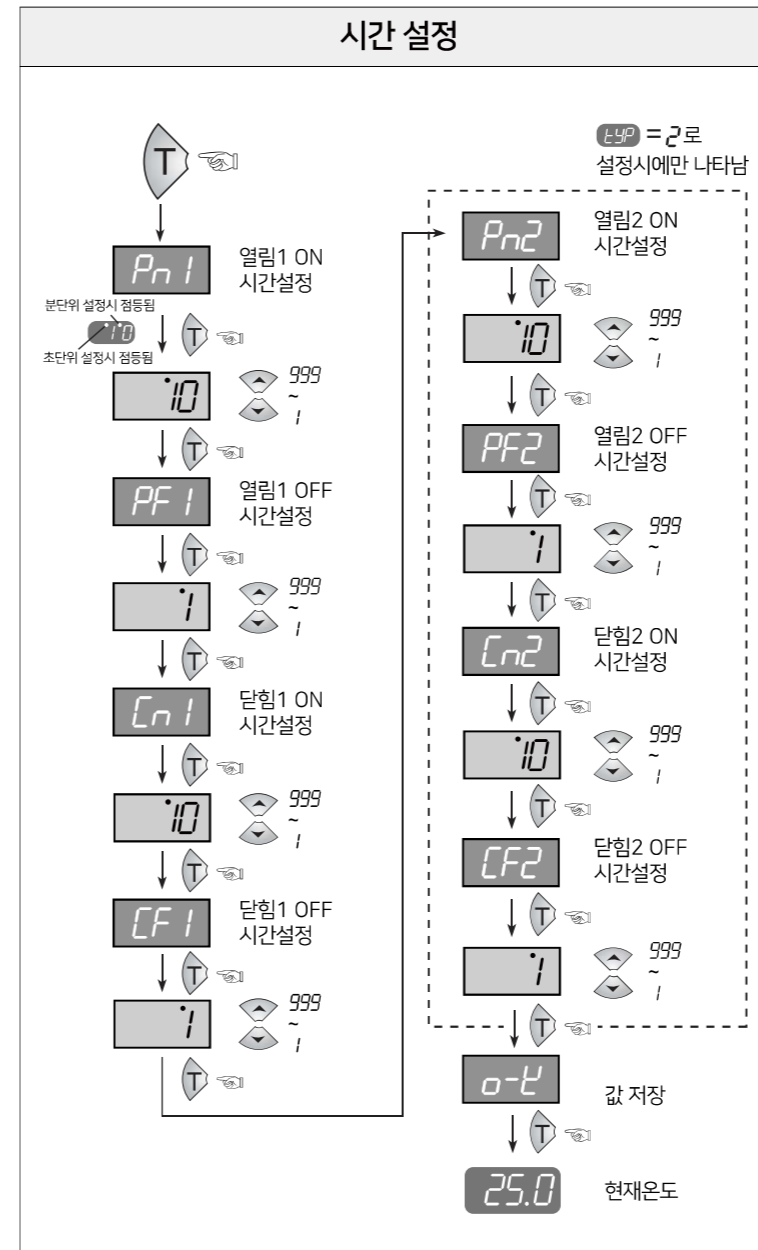 시간 설정
T
Pn1
열림1 ON
시간설정
분단위 설정시 점등됨
10
초단위 설정시 점등됨
T
10
999
~
1
T
PF1
열림1 OFF
시간설정
T
1
999
~
1
T
Cn1
닫힘1 ON
시간설정
T
10
999
~
1
T
CF1
닫힘1 OFF
시간설정
T
1
999
~
1
T
tYP = 2로
설정시에만 나타남
Pn2
열림2 ON
시간설정
T
10
999
~
1
T
PF2
열림2 OFF
시간설정
T
1
999
~
1
T
Cn2
닫힘2 ON
시간설정
T
10
999
~
1
T
CF2
닫힘2 OFF
시간설정
T
1
999
~
1
T
o-t
값 저장
T
25.0
현재온도